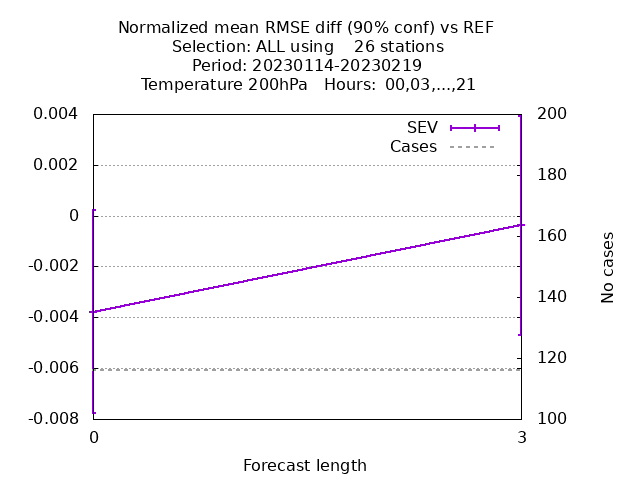 Normalized mean RMSE diff (90% conf) vs REF
Selection: ALL using    26 stations
Period: 20230114-20230219
Temperature 200hPa   Hours:  00,03,...,21
0.004
0.002
0
-0.002
-0.004
-0.006
-0.008
200
180
160
140
120
100
SEV
Cases
No cases
0
3
Forecast length